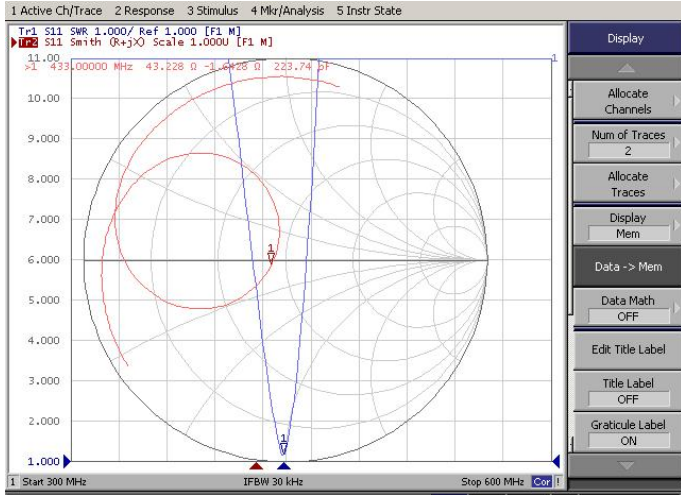 1 Active Ch/Trace 2 Response 3 Stimulus 4 Mkr/Analysis 5 Instr State
Tr1 S11 SWR 1.000/ Ref 1.000 [F1 M]
Tr2 S11 Smith (R+jX) Scale 1.000U [F1 M]
11.00
>1 433.00000 MHz 43.228 Ω -1.6428 Ω 223.74 pF
1
10.00
9.000
8.000
7.000
6.000
1
5.000
4.000
3.000
2.000
1
1.000
1 Start 300 MHz IFBW 30 kHz Stop 600 MHz Cor !
Display
Allocate
Channels
Num of Traces
2
Allocate
Traces
Display
Mem
Data -> Mem
Data Math
OFF
Edit Title Label
Title Label
OFF
Graticule Label
ON